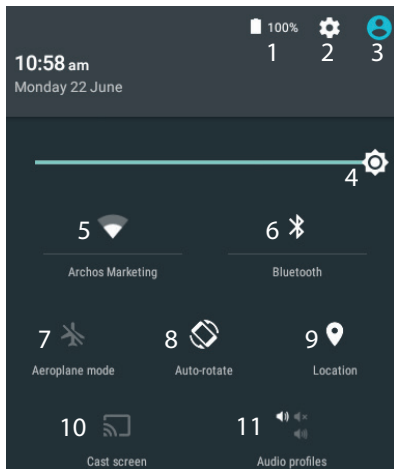 100%
1 2 3
10:58 am
Monday 22 June
4
5 6
Archos Marketing Bluetooth
7 8 9
Aeroplane mode Auto-rotate Location
10 11
Cast screen Audio profiles